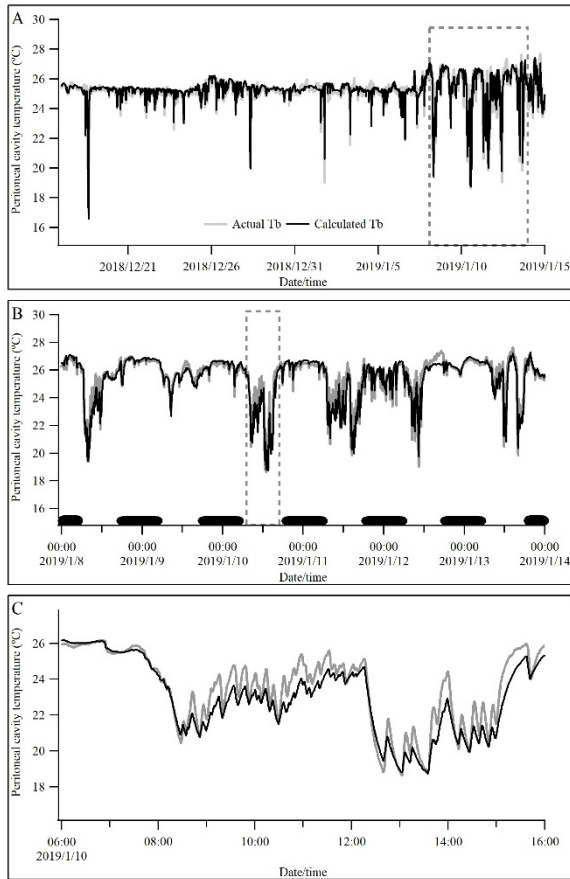 A
Peritoneal cavity temperature (°C)
30
28
26
24
22
20
18
16
Actual Tb Calculated Tb
2018/12/21 2018/12/26 2018/12/31 2019/1/5 2019/1/10 2019/1/15
Date/time
B
Peritoneal cavity temperature (°C)
30
28
26
24
22
20
18
16
00:00 00:00 00:00 00:00 00:00 00:00 00:00
2019/1/8 2019/1/9 2019/1/10 2019/1/11 2019/1/12 2019/1/13 2019/1/14
Date/time
C
Peritoneal cavity temperature (°C)
26
24
22
20
18
06:00 08:00 10:00 12:00 14:00 16:00
2019/1/10
Date/time